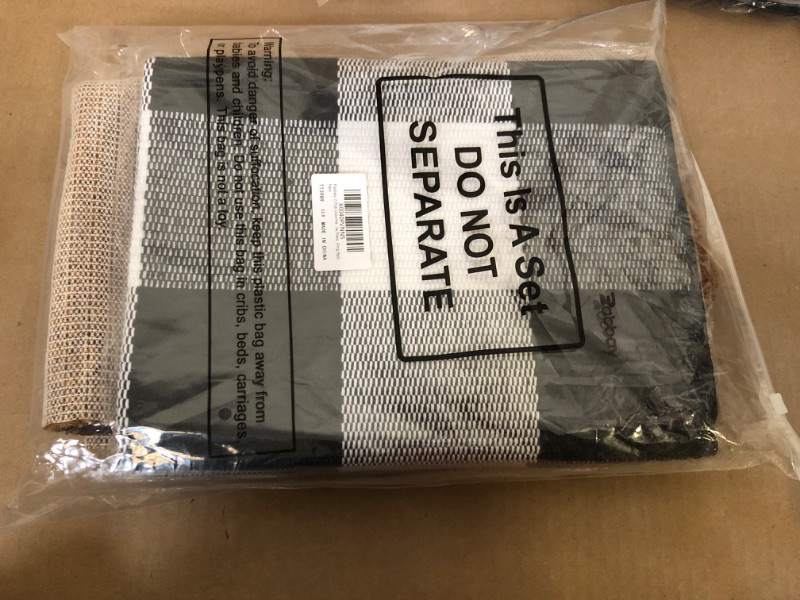 Warning:
To avoid danger of suffocation, keep this plastic bag away from
babies and children. Do not use this bag in cribs, beds, carriages
or playpens. This bag is not a toy.
This Is A Set
DO NOT
SEPARATE
MADE IN CHINA